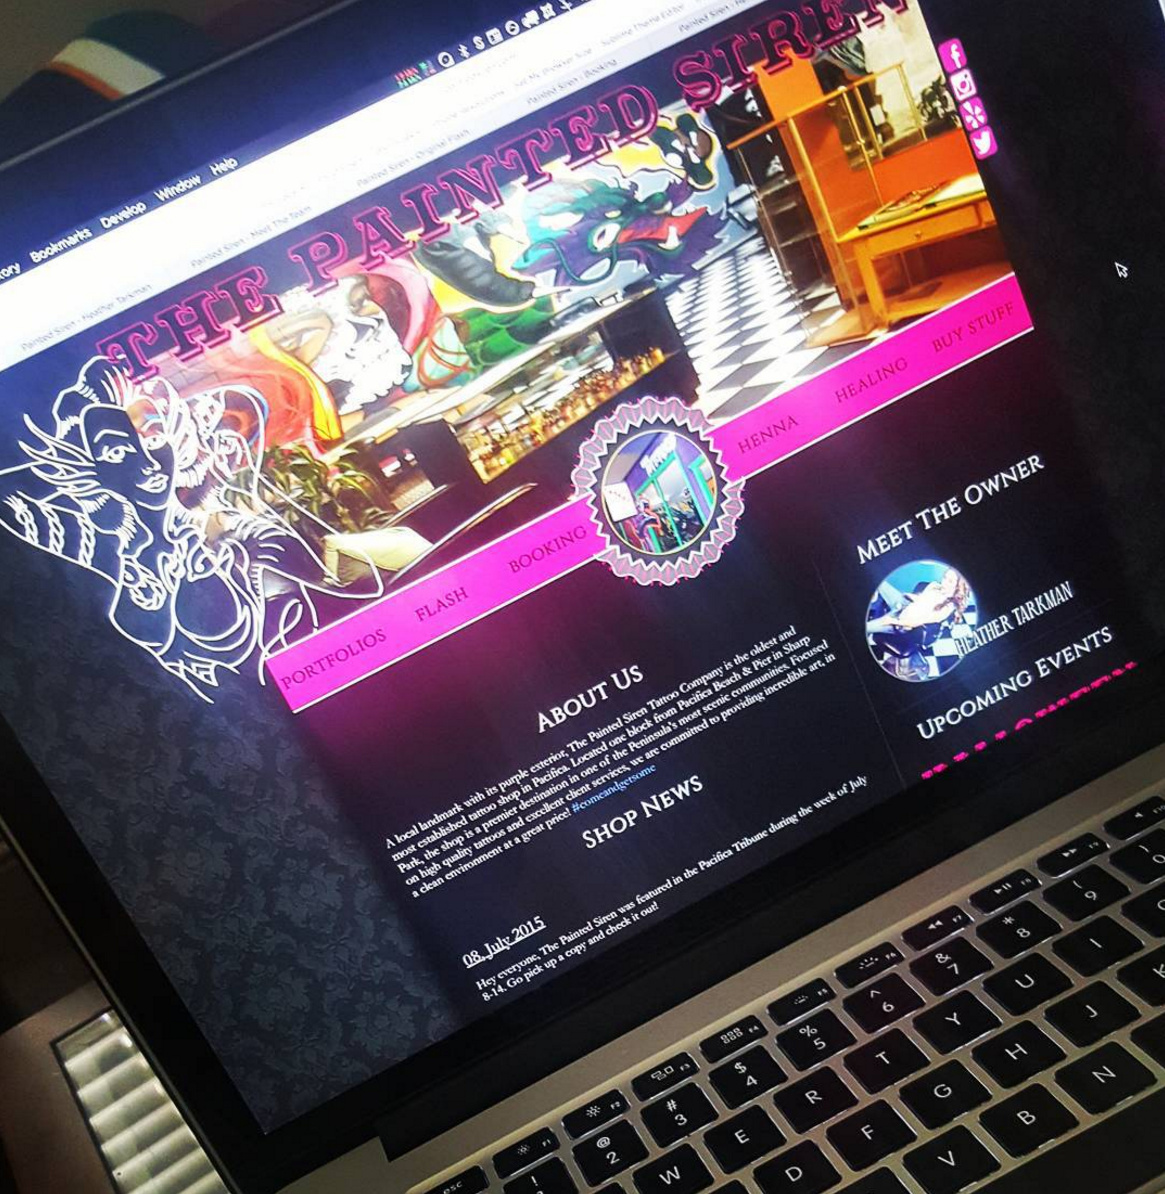 Bookmarks Develop Window Help
Painted Siren - Heather Tarkman
Painted Siren - Meet The Team
Painted Siren - Original Flash
Painted Siren - Booking
THE PAINTED SIREN
PORTFOLIOS FLASH BOOKING HENNA HEALING BUY STUFF
ABOUT US
A local landmark with its purple exterior, The Painted Siren Tattoo Company is the oldest and
most established tattoo shop in Pacifica. Located one block from Pacifica Beach & Pier in Sharp
Park, the shop is a premier destination in one of the Peninsula's most scenic communities. Focused
on high quality tattoos and excellent client services, we are committed to providing incredible art, in
a clean environment at a great price! #comeandgetsome
SHOP NEWS
08. July 2015
Hey everyone, The Painted Siren was featured in the Pacifica Tribune during the week of July
8-14. Go pick up a copy and check it out!
MEET THE OWNER
HEATHER TARKMAN
UPCOMING EVENTS
esc F1 F2 F3 F4 F5 F6 F7
! @ 2 # 3 $ 4 % 5 ^ 6 & 7 * 8 ( 9
W E R T Y U I
D F G H J K
V B N